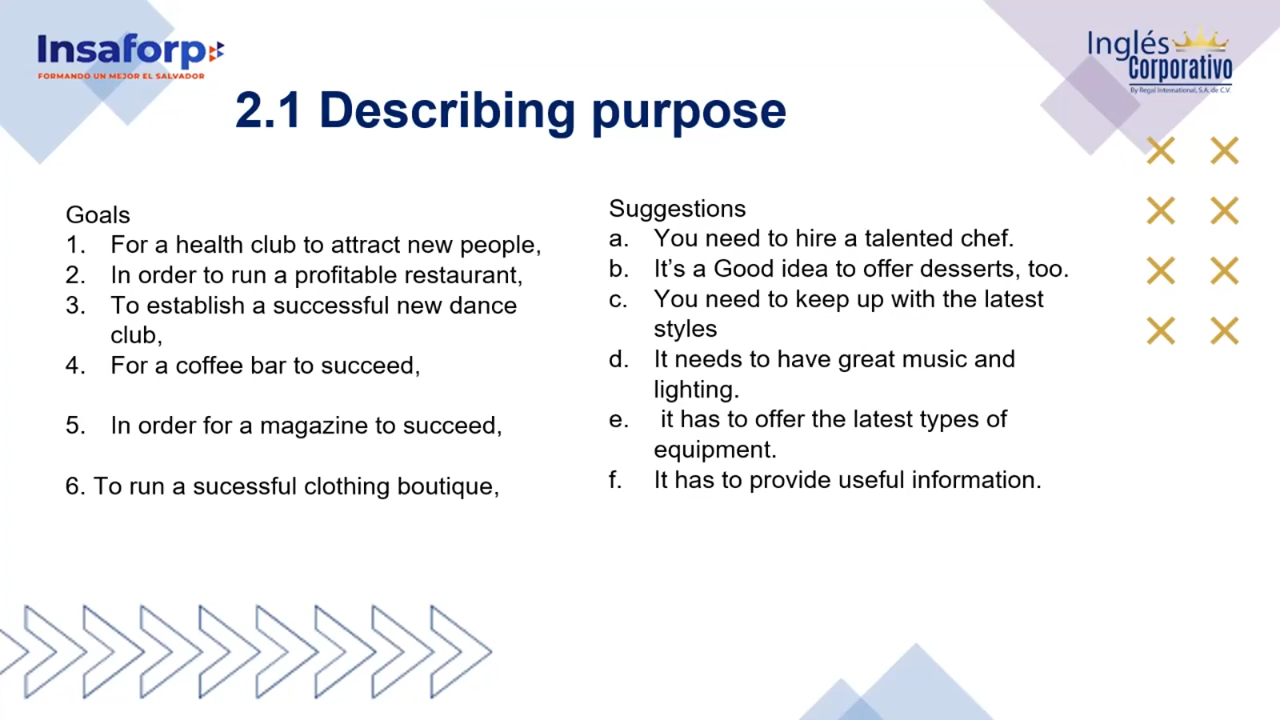 Insaforp
FORMANDO UN MEJOR EL SALVADOR
Inglés
Corporativo
By Regal International, S.A. de C.V.
2.1 Describing purpose
Goals
1. For a health club to attract new people,
2. In order to run a profitable restaurant,
3. To establish a successful new dance
club,
4. For a coffee bar to succeed,
5. In order for a magazine to succeed,
6. To run a sucessful clothing boutique,
Suggestions
a. You need to hire a talented chef.
b. It’s a Good idea to offer desserts, too.
c. You need to keep up with the latest
styles
d. It needs to have great music and
lighting.
e. it has to offer the latest types of
equipment.
f. It has to provide useful information.